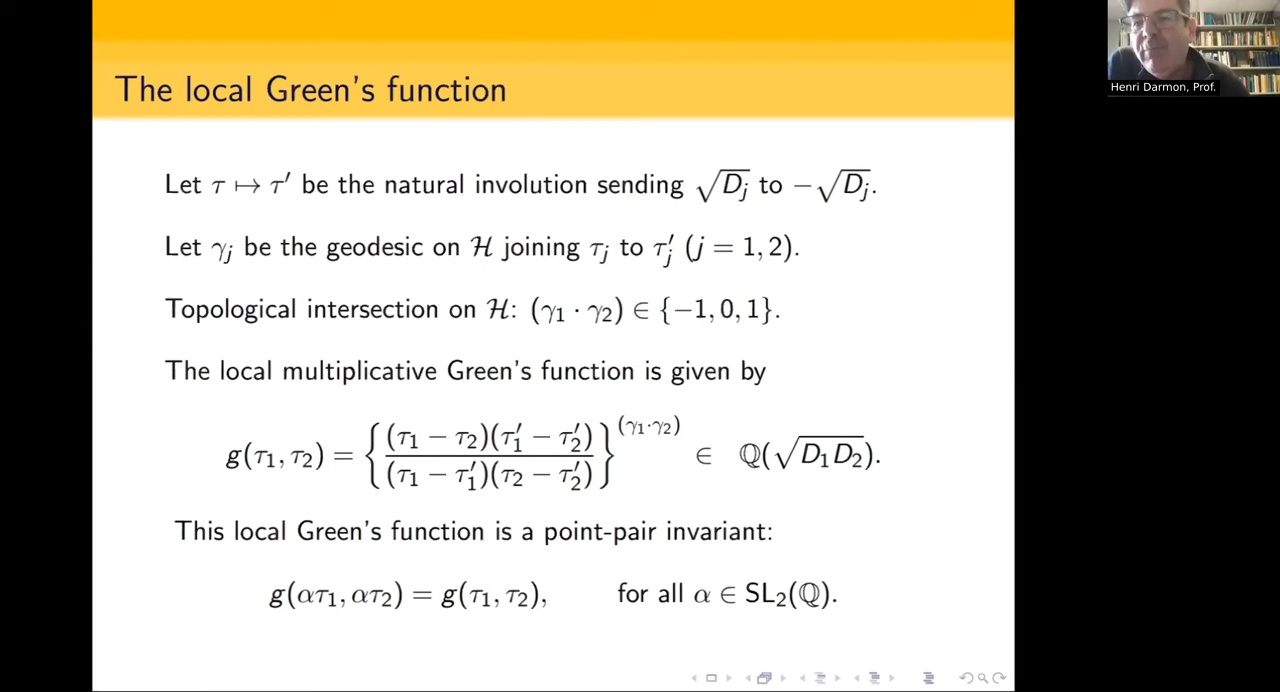 The local Green's function
Henri Darmon, Prof.
Let τ ↦ τ′ be the natural involution sending √D_j to −√D_j.
Let γ_j be the geodesic on ℋ joining τ_j to τ′_j (j = 1, 2).
Topological intersection on ℋ: (γ₁ · γ₂) ∈ {−1, 0, 1}.
The local multiplicative Green's function is given by
g(τ₁, τ₂) = { (τ₁ − τ₂)(τ′₁ − τ′₂) / (τ₁ − τ′₁)(τ₂ − τ′₂) }^(γ₁·γ₂) ∈ ℚ(√D₁D₂).
This local Green's function is a point-pair invariant:
g(ατ₁, ατ₂) = g(τ₁, τ₂), for all α ∈ SL₂(ℚ).